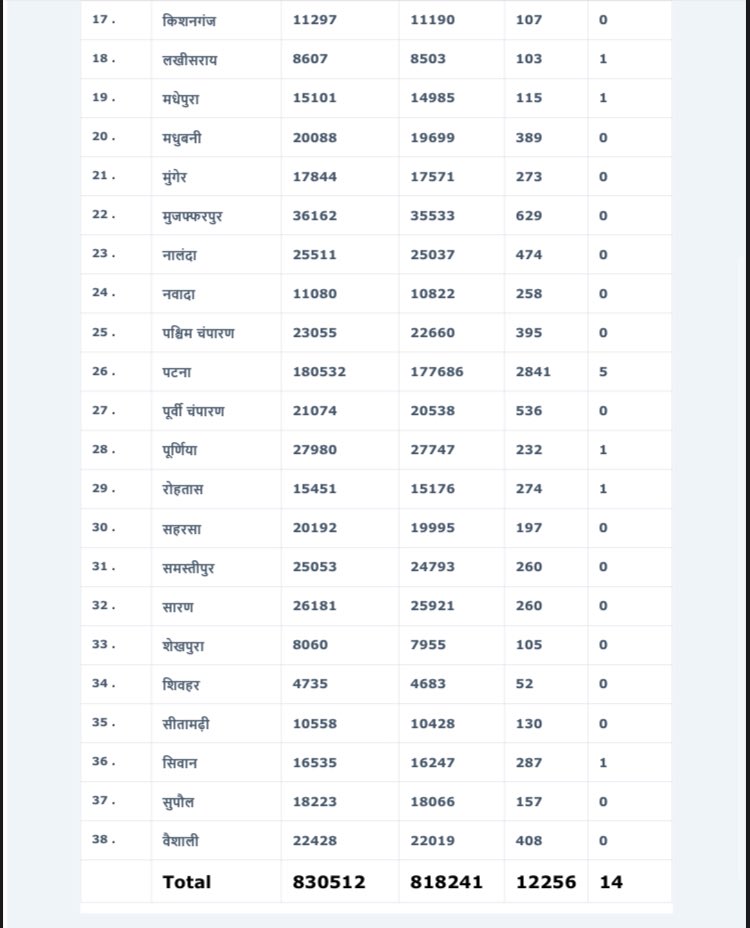 17 . किशनगंज 11297 11190 107 0
18 . लखीसराय 8607 8503 103 1
19 . मधेपुरा 15101 14985 115 1
20 . मधुबनी 20088 19699 389 0
21 . मुंगेर 17844 17571 273 0
22 . मुजफ्फरपुर 36162 35533 629 0
23 . नालंदा 25511 25037 474 0
24 . नवादा 11080 10822 258 0
25 . पश्चिम चंपारण 23055 22660 395 0
26 . पटना 180532 177686 2841 5
27 . पूर्वी चंपारण 21074 20538 536 0
28 . पूर्णिया 27980 27747 232 1
29 . रोहतास 15451 15176 274 1
30 . सहरसा 20192 19995 197 0
31 . समस्तीपुर 25053 24793 260 0
32 . सारण 26181 25921 260 0
33 . शेखपुरा 8060 7955 105 0
34 . शिवहर 4735 4683 52 0
35 . सीतामढ़ी 10558 10428 130 0
36 . सिवान 16535 16247 287 1
37 . सुपौल 18223 18066 157 0
38 . वैशाली 22428 22019 408 0
Total 830512 818241 12256 14